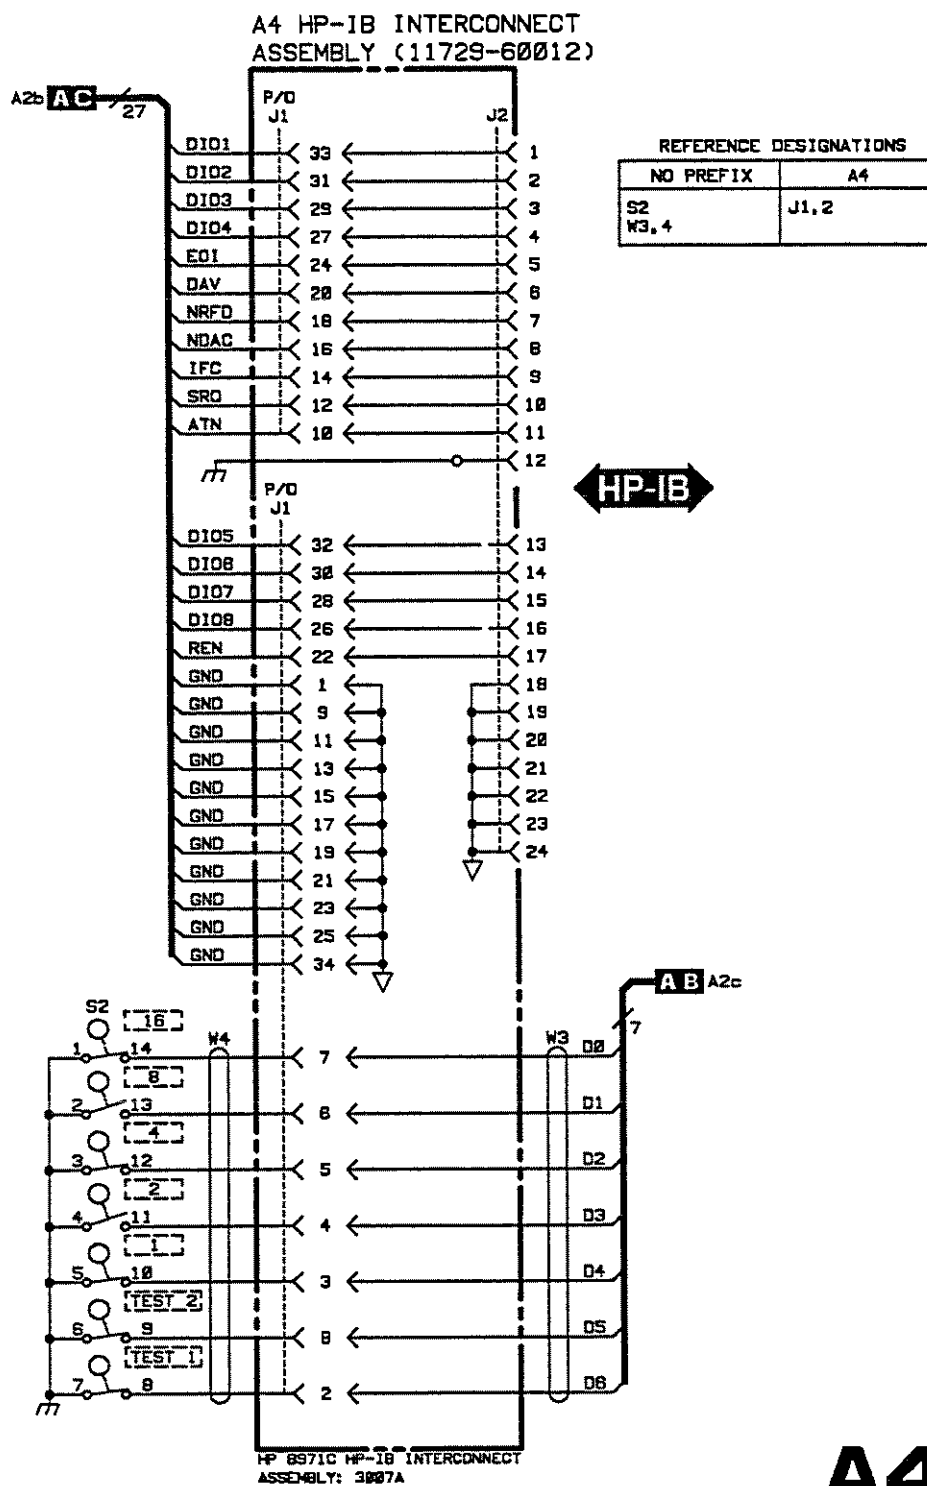 A4 HP-IB INTERCONNECT
ASSEMBLY (11729-60012)
A2b AC 27
P/O
J1
J2
DIO1 33 1
DIO2 31 2
DIO3 29 3
DIO4 27 4
EOI 24 5
DAV 20 6
NRFD 18 7
NDAC 16 8
IFC 14 9
SRQ 12 10
ATN 10 11
12
REFERENCE DESIGNATIONS
NO PREFIX A4
S2 J1,2
W3,4
HP-IB
P/O
J1
DIO5 32 13
DIO6 30 14
DIO7 28 15
DIO8 26 16
REN 22 17
GND 1 18
GND 9 19
GND 11 20
GND 13 21
GND 15 22
GND 17 23
GND 19 24
GND 21
GND 23
GND 25
GND 34
AB A2c
7
S2 16
W4 W3
1 14 7 D0
8
2 13 6 D1
4
3 12 5 D2
2
4 11 4 D3
1
5 10 3 D4
TEST 2
6 9 8 D5
TEST 1
7 8 2 D6
HP 8971C HP-IB INTERCONNECT
ASSEMBLY: 3007A
A4